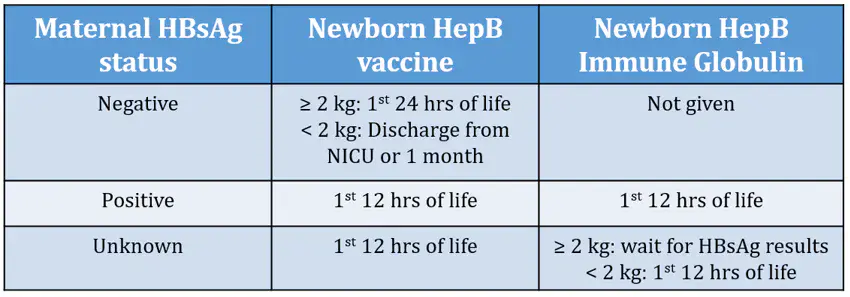 Maternal HBsAg status
Newborn HepB vaccine
Newborn HepB Immune Globulin
Negative
≥ 2 kg: 1st 24 hrs of life
< 2 kg: Discharge from
NICU or 1 month
Not given
Positive
1st 12 hrs of life
1st 12 hrs of life
Unknown
1st 12 hrs of life
≥ 2 kg: wait for HBsAg results
< 2 kg: 1st 12 hrs of life